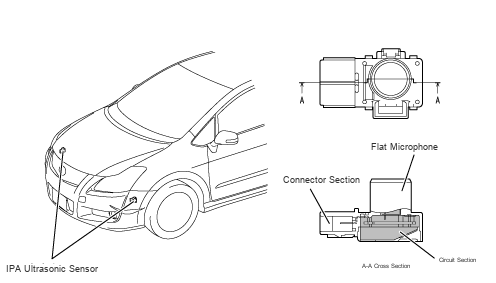 A A
Flat Microphone
Connector Section
Circuit Section
A-A Cross Section
IPA Ultrasonic Sensor